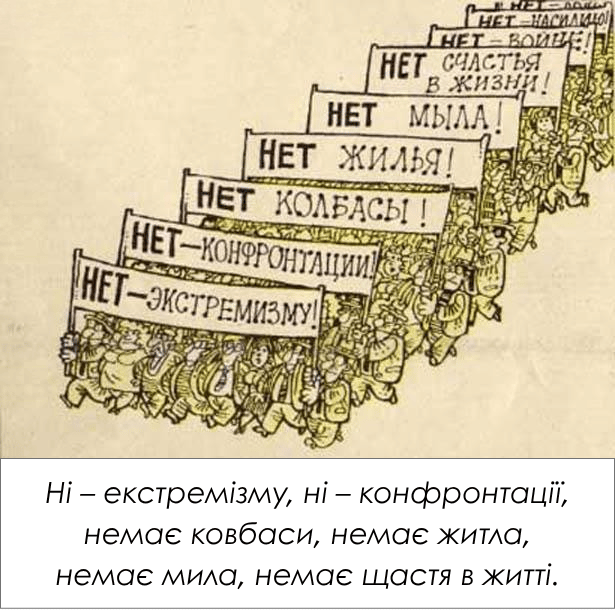 НЕТ – НАСИЛИЮ!
НЕТ – ВОЙНЕ!
НЕТ СЧАСТЬЯ
В ЖИЗНИ!
НЕТ МЫЛА!
НЕТ ЖИЛЬЯ!
НЕТ КОЛБАСЫ!
НЕТ–КОНФРОНТАЦИИ!
НЕТ–ЭКСТРЕМИЗМУ!
Ні – екстремізму, ні – конфронтації,
немає ковбаси, немає житла,
немає мила, немає щастя в житті.